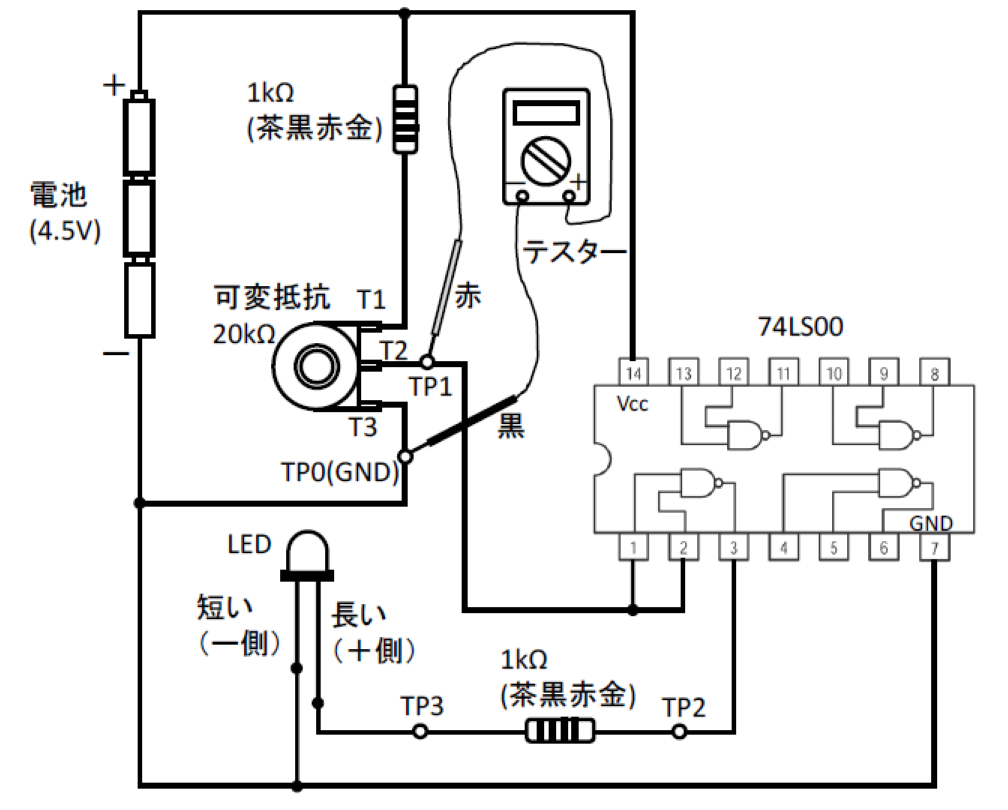 1kΩ
(茶黒赤金)
+
電池
(4.5V)
－
－
+
テスター
赤
可変抵抗
20kΩ
T1
T2
TP1
T3
黒
TP0(GND)
74LS00
14
13
12
11
10
9
8
Vcc
GND
1
2
3
4
5
6
7
LED
短い
（－側）
長い
（＋側）
1kΩ
(茶黒赤金)
TP3
TP2